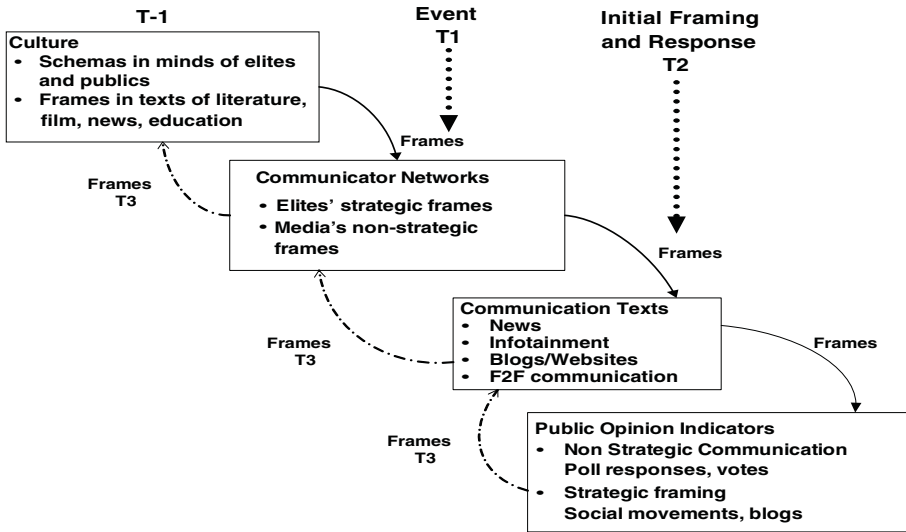 T-1
Event
T1
Initial Framing
and Response
T2
Culture
• Schemas in minds of elites
and publics
• Frames in texts of literature,
film, news, education
Frames
Frames
T3
Communicator Networks
• Elites’ strategic frames
• Media’s non-strategic
frames
Frames
Frames
T3
Communication Texts
• News
• Infotainment
• Blogs/Websites
• F2F communication
Frames
Frames
T3
Public Opinion Indicators
• Non Strategic Communication
Poll responses, votes
• Strategic framing
Social movements, blogs